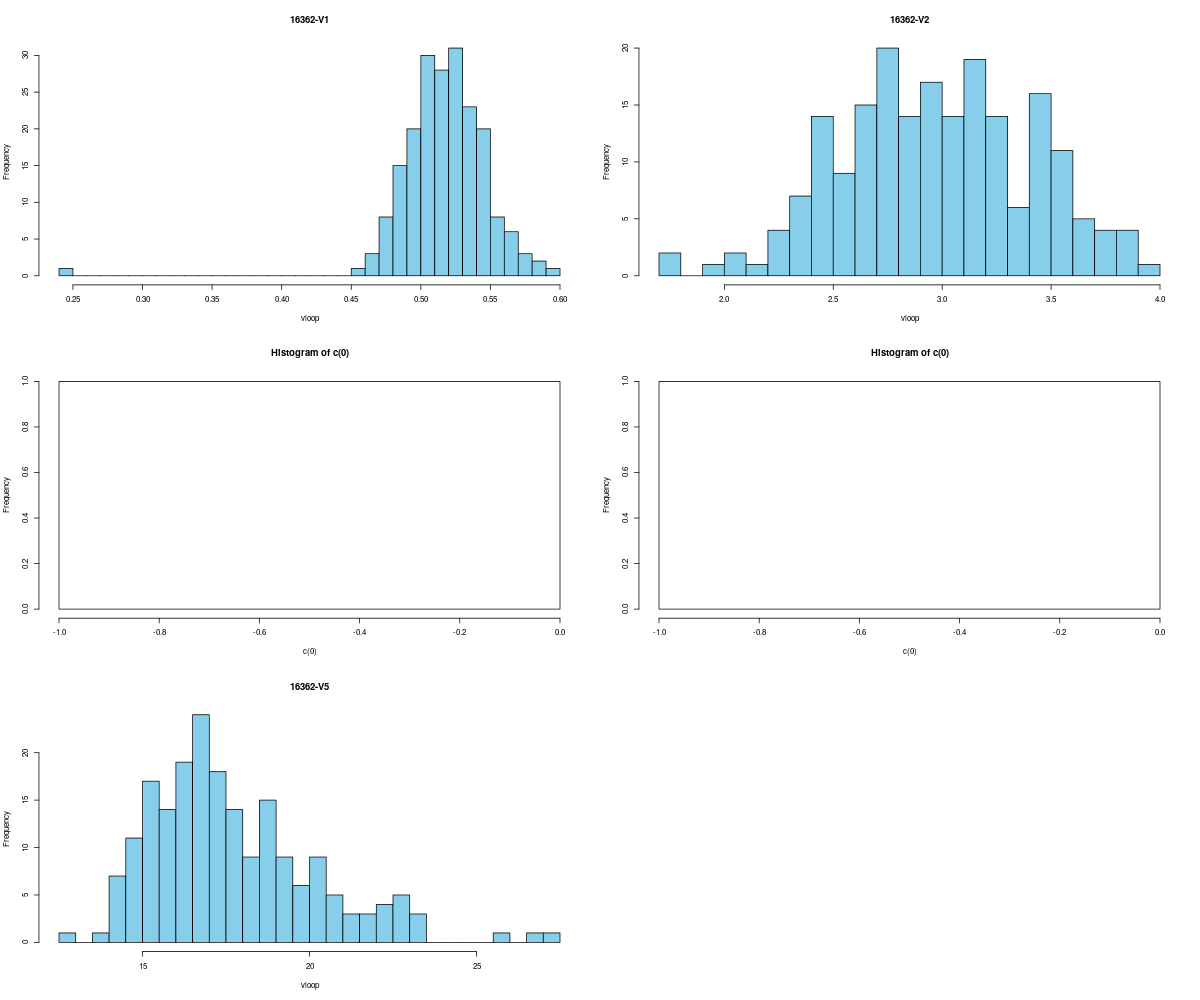 16362-V1
Frequency
0 5 10 15 20 25 30
0.25 0.30 0.35 0.40 0.45 0.50 0.55 0.60
vloop
16362-V2
Frequency
0 5 10 15 20
2.0 2.5 3.0 3.5 4.0
vloop
Histogram of c(0)
Frequency
0.0 0.2 0.4 0.6 0.8 1.0
-1.0 -0.8 -0.6 -0.4 -0.2 0.0
c(0)
Histogram of c(0)
Frequency
0.0 0.2 0.4 0.6 0.8 1.0
-1.0 -0.8 -0.6 -0.4 -0.2 0.0
c(0)
16362-V5
Frequency
0 5 10 15 20
15 20 25
vloop